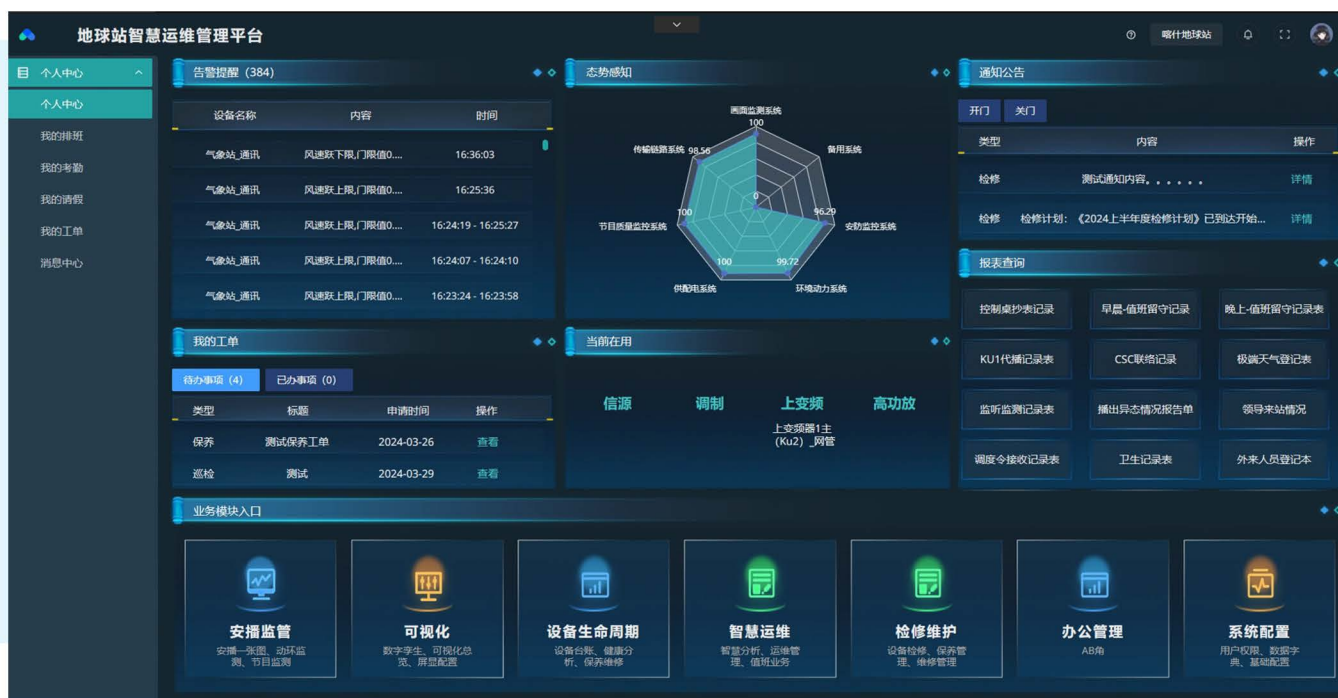 地球站智慧运维管理平台
喀什地球站
个人中心
个人中心
我的排班
我的考勤
我的请假
我的工单
消息中心
告警提醒（384）
设备名称 内容 时间
气象站_通讯 风速跃下限,门限值0.... 16:36:03
气象站_通讯 风速跃上限,门限值0.... 16:25:36
气象站_通讯 风速跃上限,门限值0.... 16:24:19 - 16:25:27
气象站_通讯 风速跃上限,门限值0.... 16:24:07 - 16:24:10
气象站_通讯 风速跃上限,门限值0.... 16:23:24 - 16:23:58
态势感知
画面监测系统
100
传输链路系统 98.56
备用系统
0
100
96.29
节目质量监控系统
安防监控系统
100
99.72
供配电系统
环境动力系统
通知公告
开门 关门
类型 内容 操作
检修 测试通知内容。。。。。。 详情
检修 检修计划：《2024上半年度检修计划》已到达开始... 详情
报表查询
控制桌抄表记录 早晨-值班留守记录 晚上-值班留守记录表
KU1代播记录表 CSC联络记录 极端天气登记表
监听监测记录表 播出异态情况报告单 领导来站情况
调度令接收记录表 卫生记录表 外来人员登记本
我的工单
待办事项（4） 已办事项（0）
类型 标题 申请时间 操作
保养 测试保养工单 2024-03-26 查看
巡检 测试 2024-03-29 查看
当前在用
信源 调制 上变频 高功放
上变频器1主
(Ku2）_网管
业务模块入口
安播监管
安播一张图、动环监
测、节目监测
可视化
数字孪生、可视化总
览、屏显配置
设备生命周期
设备台账、健康分
析、保养维修
智慧运维
智慧分析、运维管
理、值班业务
检修维护
设备检修、保养管
理、维修管理
办公管理
AB角
系统配置
用户权限、数据字
典、基础配置